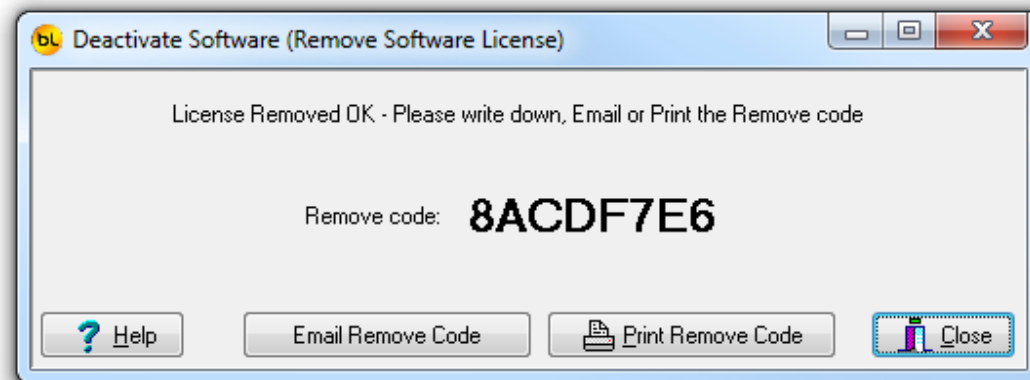 bL Deactivate Software (Remove Software License)
License Removed OK - Please write down, Email or Print the Remove code
Remove code: 8ACDF7E6
? Help Email Remove Code Print Remove Code Close